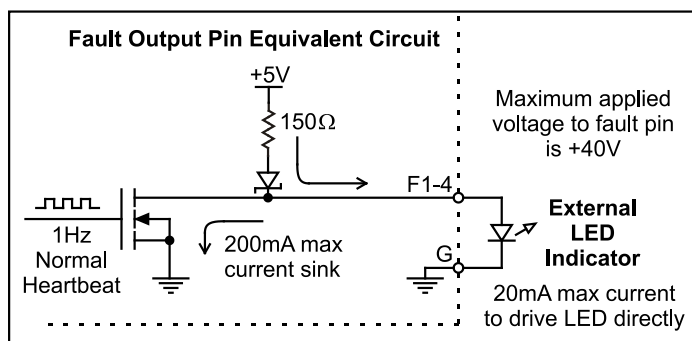 Fault Output Pin Equivalent Circuit
+5V
150Ω
Maximum applied
voltage to fault pin
is +40V
F1-4
1Hz
Normal
Heartbeat
200mA max
current sink
G
External
LED
Indicator
20mA max current
to drive LED directly